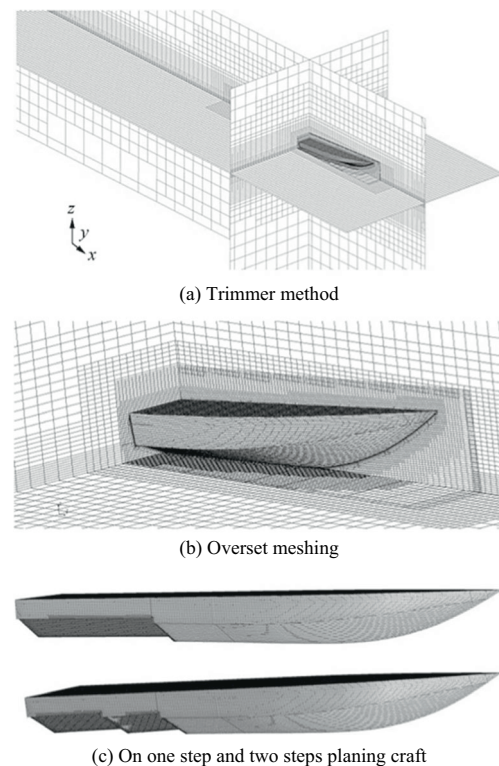 z
y
x
(a) Trimmer method
(b) Overset meshing
(c) On one step and two steps planing craft